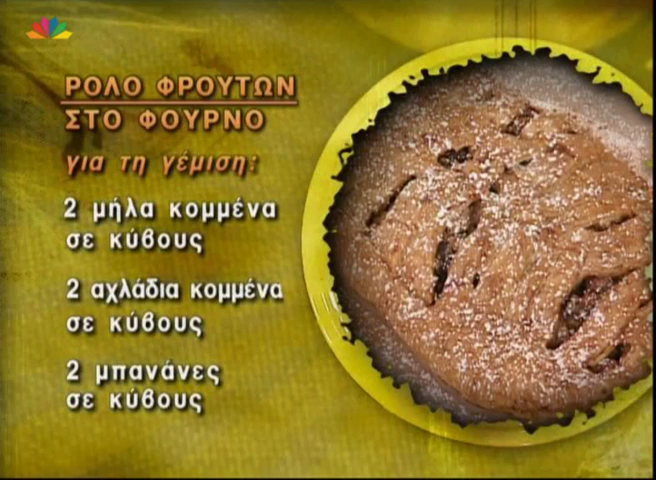 ΡΟΛΟ ΦΡΟΥΤΩΝ
ΣΤΟ ΦΟΥΡΝΟ
για τη γέμιση:
2 μήλα κομμένα
σε κύβους
2 αχλάδια κομμένα
σε κύβους
2 μπανάνες
σε κύβους